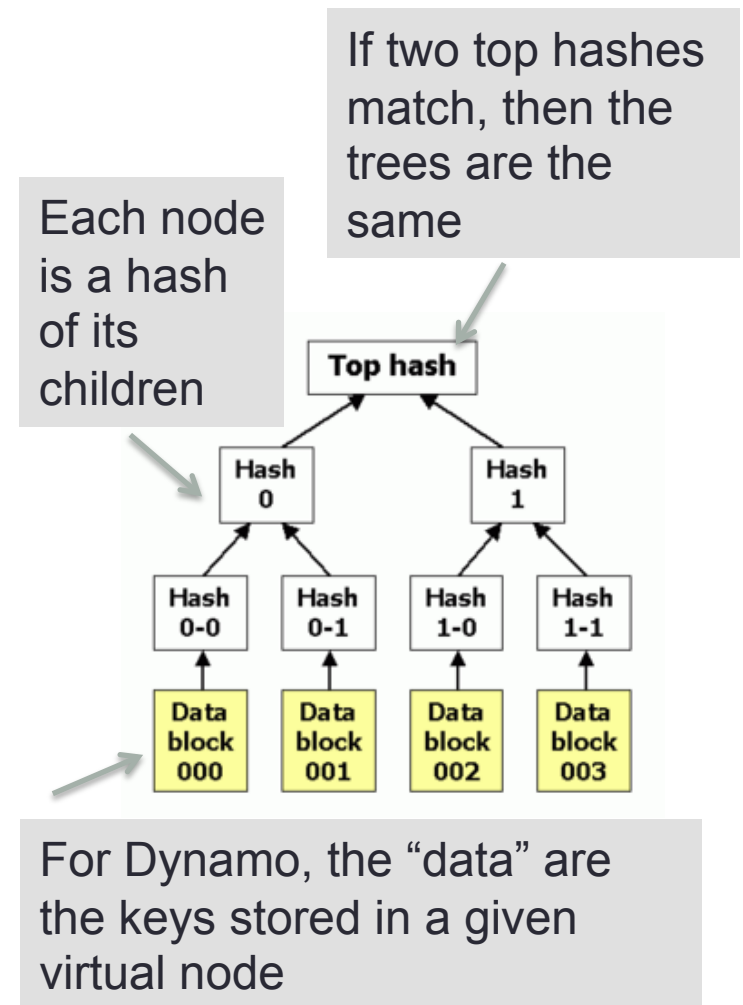 If two top hashes
match, then the
trees are the
same
Each node
is a hash
of its
children
Top hash
Hash
0
Hash
1
Hash
0-0
Hash
0-1
Hash
1-0
Hash
1-1
Data
block
000
Data
block
001
Data
block
002
Data
block
003
For Dynamo, the “data” are
the keys stored in a given
virtual node